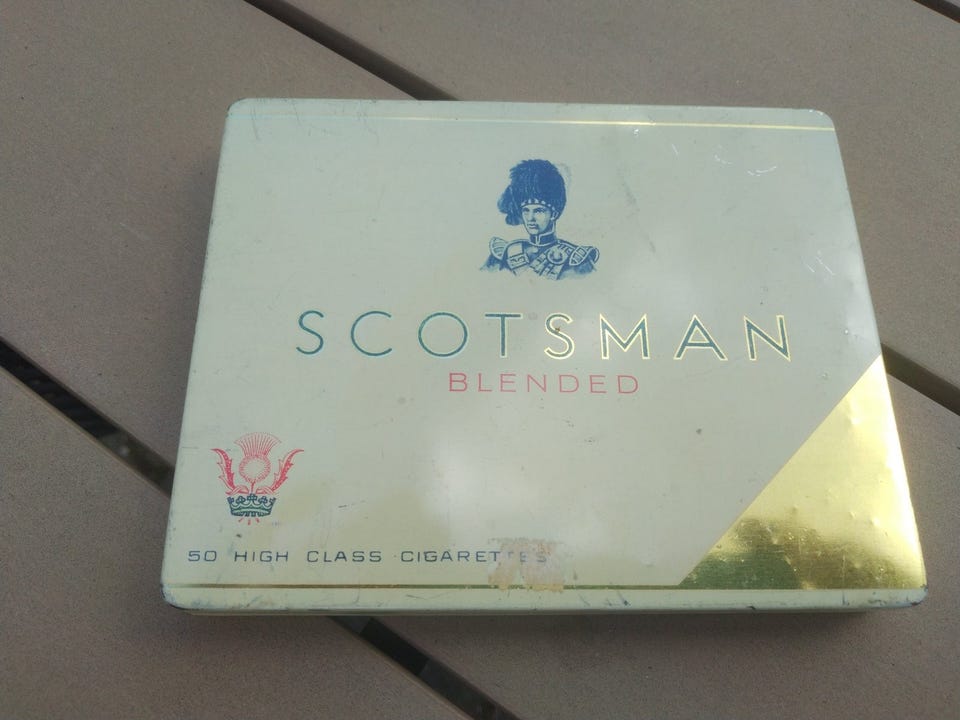 SCOTSMAN
BLENDED
50 HIGH CLASS CIGARETTES